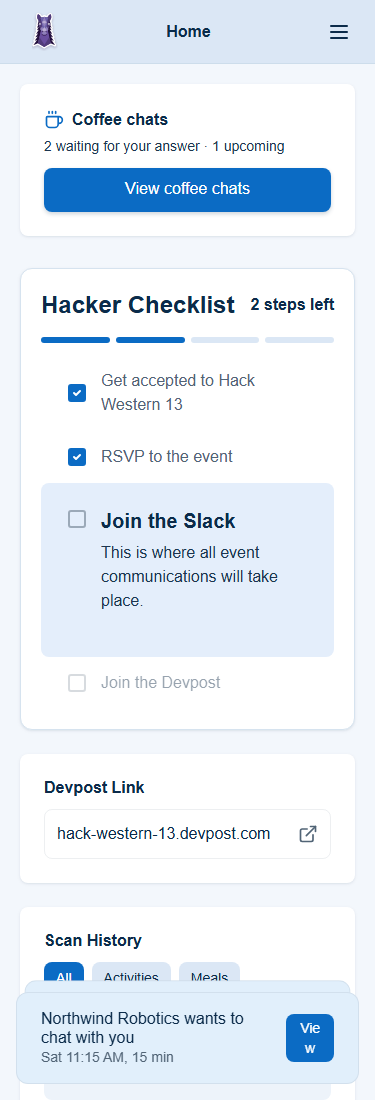 Home
Coffee chats
2 waiting for your answer · 1 upcoming
View coffee chats
Hacker Checklist
2 steps left
Get accepted to Hack
Western 13
RSVP to the event
Join the Slack
This is where all event
communications will take
place.
Join the Devpost
Devpost Link
hack-western-13.devpost.com
Scan History
All
Activities
Meals
Northwind Robotics wants to
chat with you
Sat 11:15 AM, 15 min
Vie
w